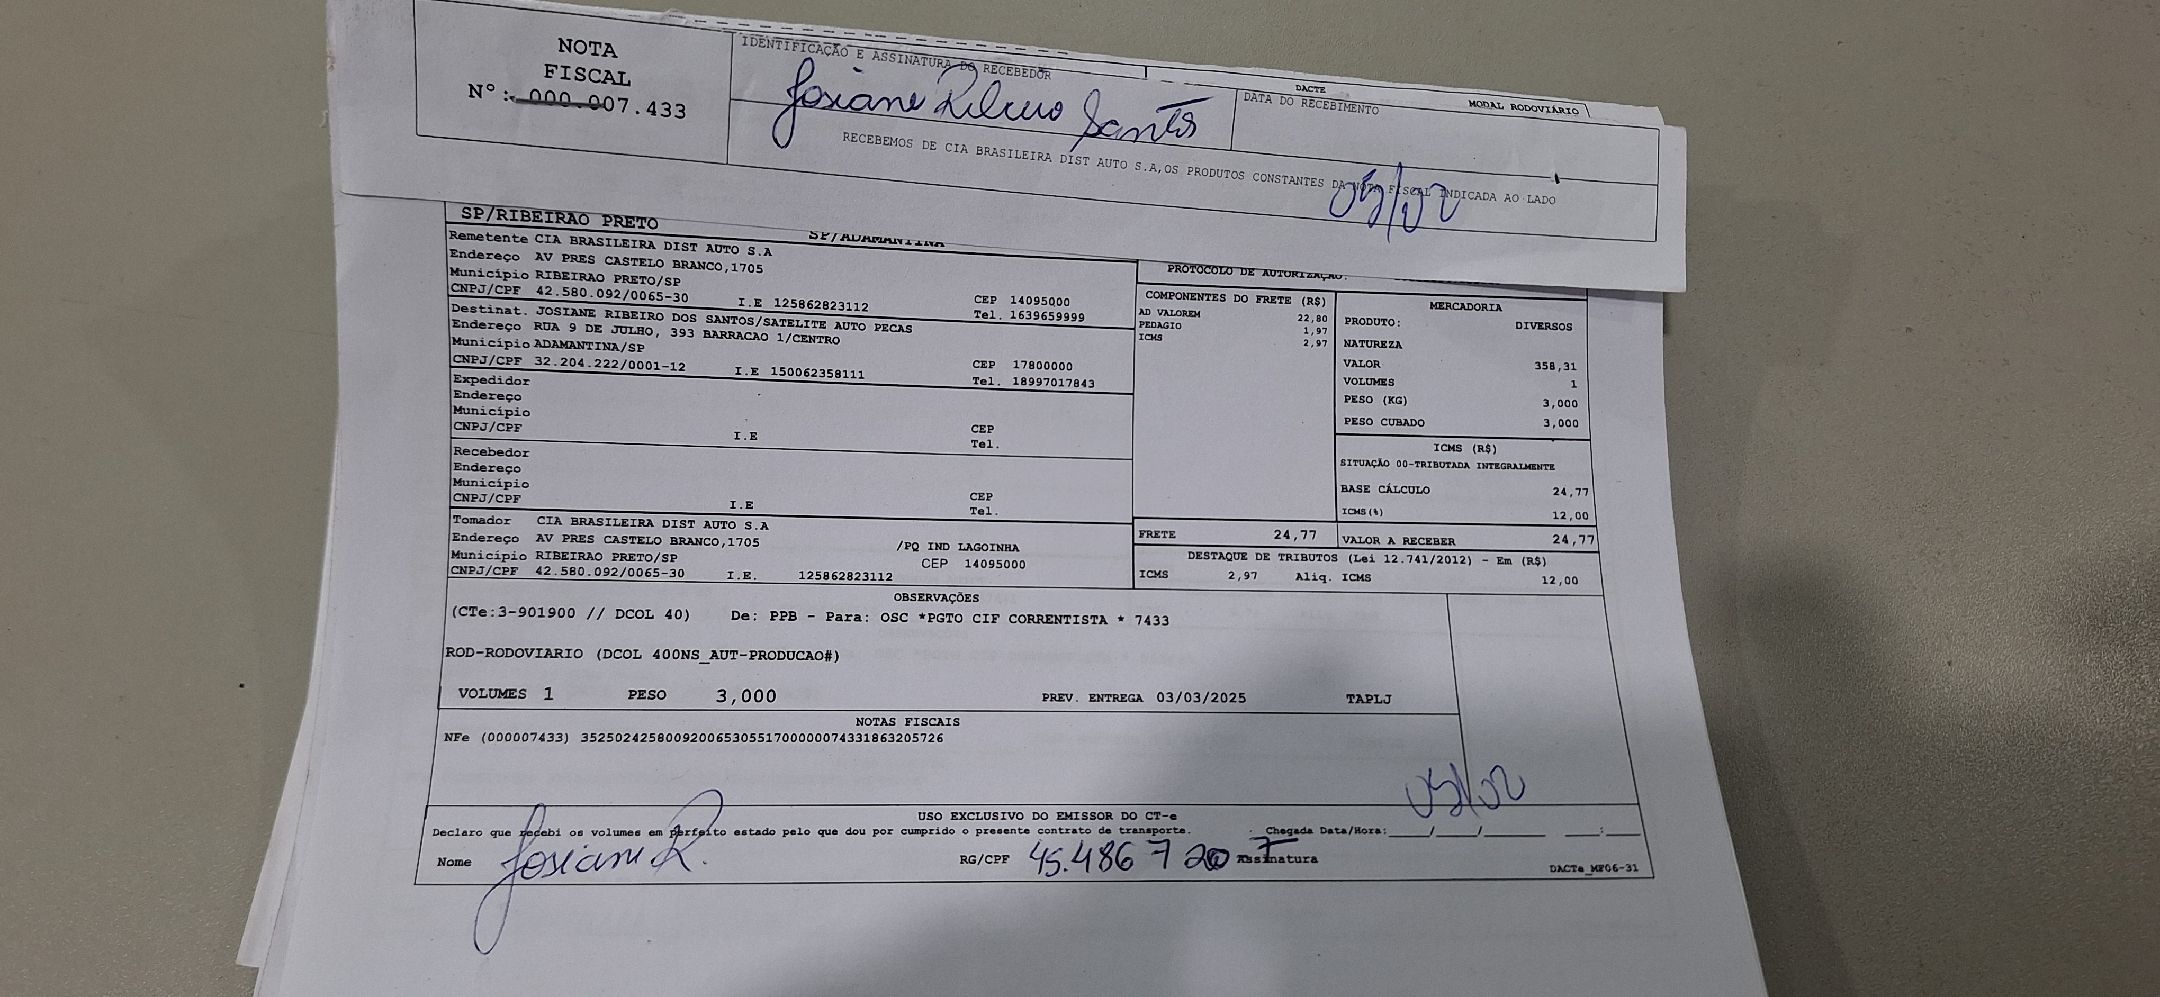 NOTA
FISCAL
Nº: 000.007.433
IDENTIFICAÇÃO E ASSINATURA DO RECEBEDOR
Josiane Ribeiro Santos
DACTE
MODAL RODOVIÁRIO
DATA DO RECEBIMENTO
RECEBEMOS DE CIA BRASILEIRA DIST AUTO S.A,OS PRODUTOS CONSTANTES DA NOTA FISCAL INDICADA AO LADO
SP/RIBEIRAO PRETO
SP/ADAMANTINA
Remetente CIA BRASILEIRA DIST AUTO S.A
Endereço AV PRES CASTELO BRANCO,1705
Município RIBEIRAO PRETO/SP
CNPJ/CPF 42.580.092/0065-30 I.E 125862823112 CEP 14095000
Tel. 1639659999
Destinat. JOSIANE RIBEIRO DOS SANTOS/SATELITE AUTO PECAS
Endereço RUA 9 DE JULHO, 393 BARRACAO 1/CENTRO
Município ADAMANTINA/SP
CNPJ/CPF 32.204.222/0001-12 I.E 150062358111 CEP 17800000
Tel. 18997017843
Expedidor
Endereço
Município
CNPJ/CPF I.E CEP
Tel.
Recebedor
Endereço
Município
CNPJ/CPF I.E CEP
Tel.
Tomador CIA BRASILEIRA DIST AUTO S.A
Endereço AV PRES CASTELO BRANCO,1705 /PQ IND LAGOINHA
Município RIBEIRAO PRETO/SP CEP 14095000
CNPJ/CPF 42.580.092/0065-30 I.E. 125862823112
PROTOCOLO DE AUTORIZAÇÃO:
COMPONENTES DO FRETE (R$)
AD VALOREM 22,80
PEDAGIO 1,97
ICMS 2,97
MERCADORIA
PRODUTO: DIVERSOS
NATUREZA
VALOR 358,31
VOLUMES 1
PESO (KG) 3,000
PESO CUBADO 3,000
ICMS (R$)
SITUAÇÃO 00-TRIBUTADA INTEGRALMENTE
BASE CÁLCULO 24,77
ICMS(%) 12,00
FRETE 24,77 VALOR A RECEBER 24,77
DESTAQUE DE TRIBUTOS (Lei 12.741/2012) - Em (R$)
ICMS 2,97 Aliq. ICMS 12,00
OBSERVAÇÕES
(CTe:3-901900 // DCOL 40) De: PPB - Para: OSC *PGTO CIF CORRENTISTA * 7433
ROD-RODOVIARIO (DCOL 400NS_AUT-PRODUCAO#)
VOLUMES 1 PESO 3,000 PREV. ENTREGA 03/03/2025 TAPLJ
NOTAS FISCAIS
NFe (000007433) 35250242580092006530551700000074331863205726
USO EXCLUSIVO DO EMISSOR DO CT-e
Declaro que recebi os volumes em perfeito estado pelo que dou por cumprido o presente contrato de transporte. Chegada Data/Hora:
Nome Josiane R. RG/CPF 45.486 720-7 Assinatura
DACTe_MF06-31